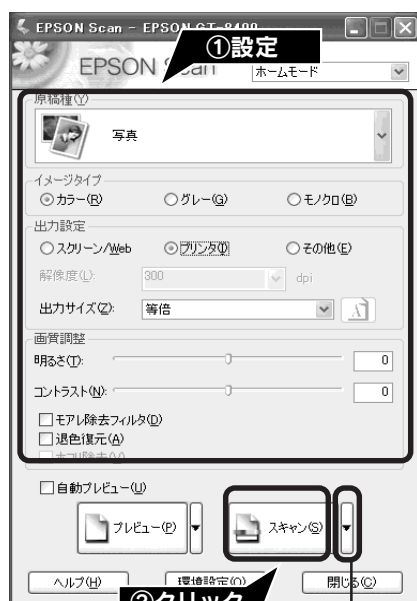 EPSON Scan - EPSON GT-8400
①設定
EPSON Scan
ホームモード
原稿種(Y)
写真
イメージタイプ
カラー(R) グレー(G) モノクロ(B)
出力設定
スクリーン/Web プリンタ(I) その他(E)
解像度(L): 300 dpi
出力サイズ(Z): 等倍
画質調整
明るさ(T): 0
コントラスト(N): 0
モアレ除去フィルタ(D)
退色復元(A)
自動プレビュー(U)
プレビュー(P) スキャン(S)
ヘルプ(H) 環境設定(O) 閉じる(C)
②クリック